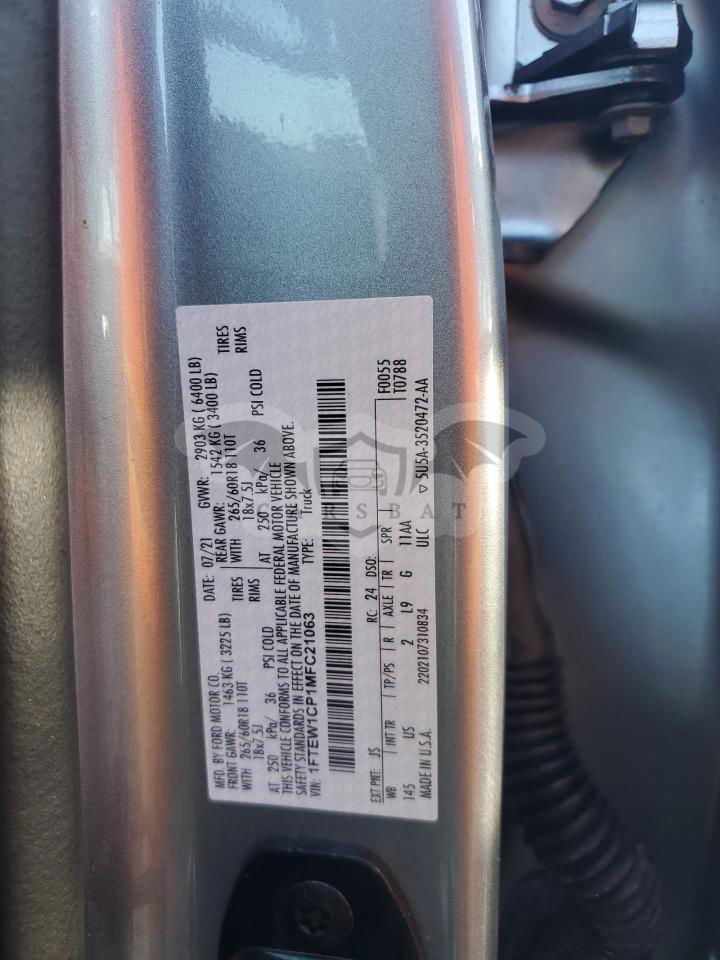 MFD. BY FORD MOTOR CO.
DATE: 07/21 GVWR: 2903 KG ( 6400 LB)
FRONT GAWR: 1463 KG ( 3225 LB) REAR GAWR: 1542 KG ( 3400 LB)
WITH 265/60R18 110T TIRES WITH 265/60R18 110T TIRES
18x7.5J RIMS 18x7.5J RIMS
AT 250 kPa/ 36 PSI COLD AT 250 kPa/ 36 PSI COLD
THIS VEHICLE CONFORMS TO ALL APPLICABLE FEDERAL MOTOR VEHICLE
SAFETY STANDARDS IN EFFECT ON THE DATE OF MANUFACTURE SHOWN ABOVE.
VIN: 1FTEW1CP1MFC21063 TYPE: Truck
EXT PNT: JS RC: 24 DSO: F0055
WB INT TR TP/PS R AXLE TR SPR T0788
145 US 2 L9 G 11AA
MADE IN U.S.A. 2202107310834 ULC ▽ 5U5A-3520472-AA
CARSBAT